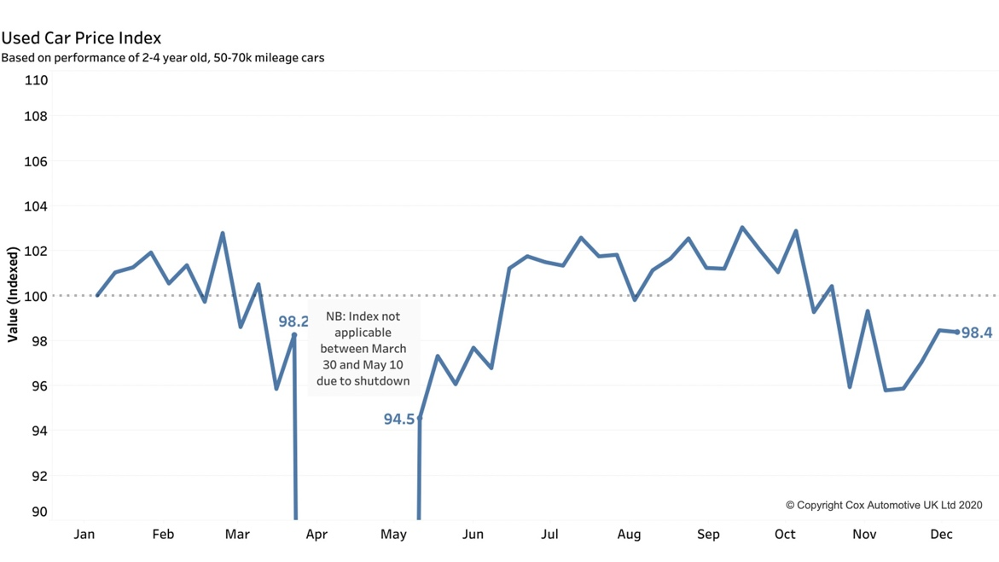 Used Car Price Index
Based on performance of 2-4 year old, 50-70k mileage cars
110
108
106
104
102
100
98
96
94
92
90
Value (Indexed)
98.2
NB: Index not
applicable
between March
30 and May 10
due to shutdown
94.5
98.4
© Copyright Cox Automotive UK Ltd 2020
Jan Feb Mar Apr May Jun Jul Aug Sep Oct Nov Dec